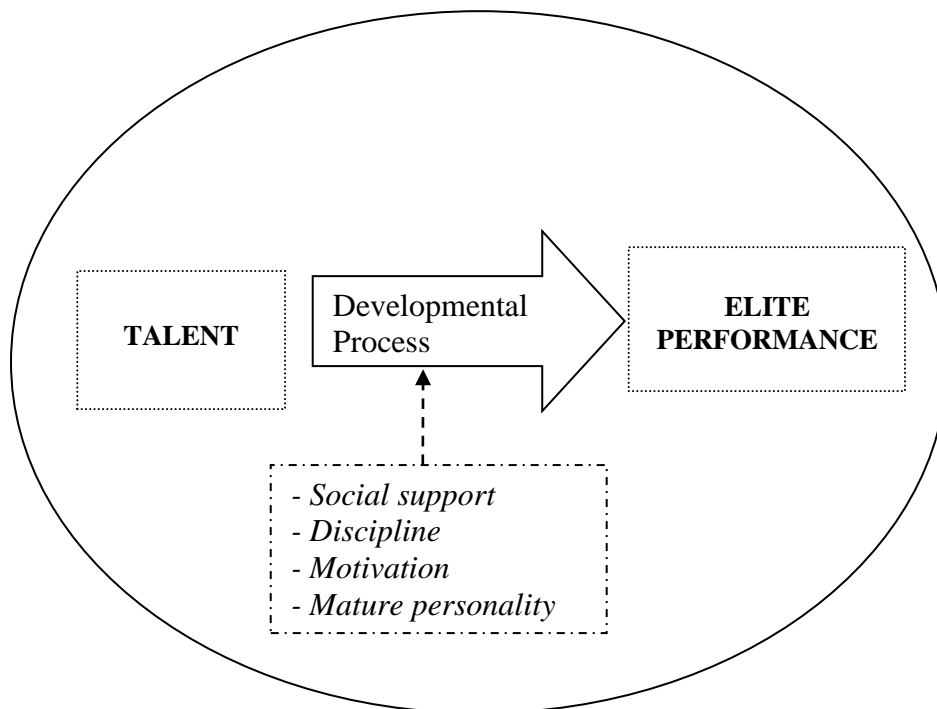 TALENT
Developmental
Process
ELITE
PERFORMANCE
- Social support
- Discipline
- Motivation
- Mature personality